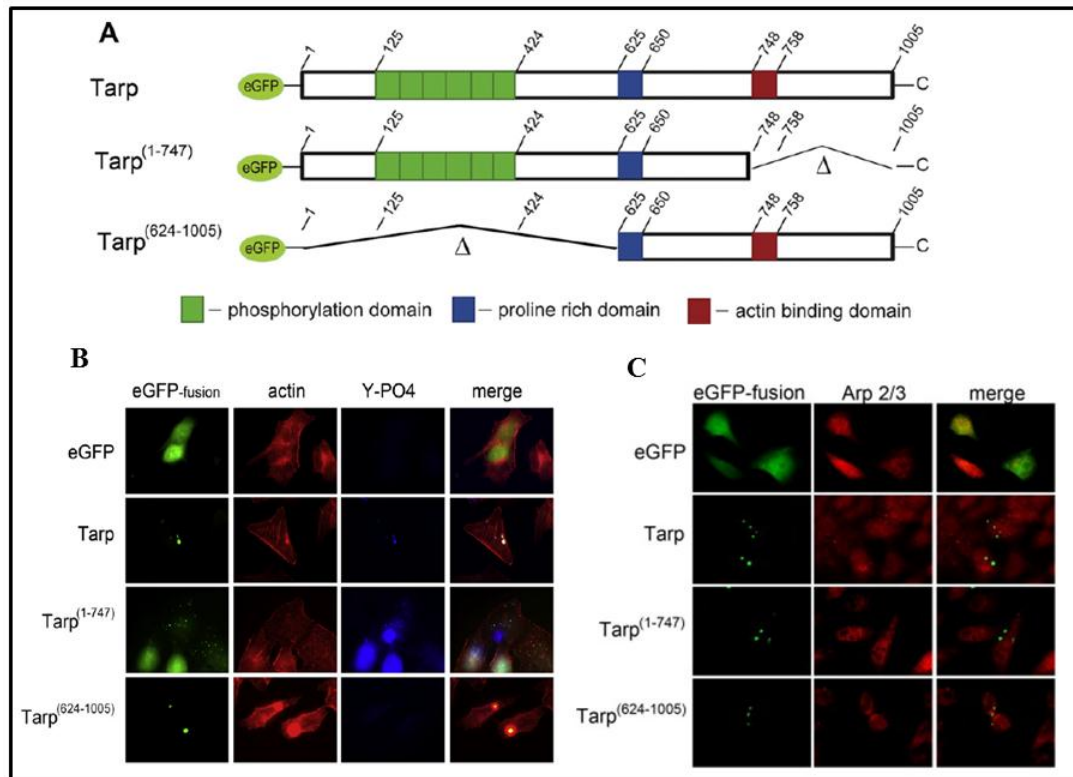 A
1 125 424 625 650 748 758 1005
Tarp eGFP C
1 125 424 625 650 748 758 1005
Tarp(1-747) eGFP Δ C
1 125 424 625 650 748 758 1005
Tarp(624-1005) eGFP Δ C
– phosphorylation domain – proline rich domain – actin binding domain
B
eGFP-fusion actin Y-PO4 merge
eGFP
Tarp
Tarp(1-747)
Tarp(624-1005)
C
eGFP-fusion Arp 2/3 merge
eGFP
Tarp
Tarp(1-747)
Tarp(624-1005)